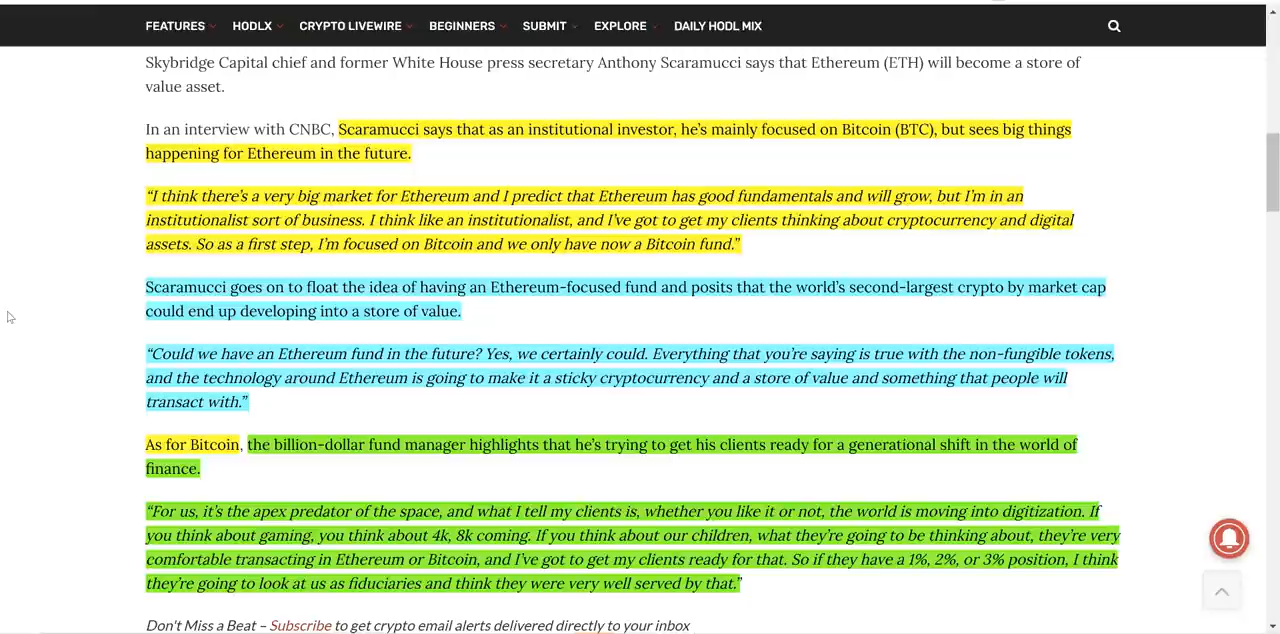 FEATURES HODLX CRYPTO LIVEWIRE BEGINNERS SUBMIT EXPLORE DAILY HODL MIX
Skybridge Capital chief and former White House press secretary Anthony Scaramucci says that Ethereum (ETH) will become a store of
value asset.
In an interview with CNBC, Scaramucci says that as an institutional investor, he’s mainly focused on Bitcoin (BTC), but sees big things
happening for Ethereum in the future.
“I think there’s a very big market for Ethereum and I predict that Ethereum has good fundamentals and will grow, but I’m in an
institutionalist sort of business. I think like an institutionalist, and I’ve got to get my clients thinking about cryptocurrency and digital
assets. So as a first step, I’m focused on Bitcoin and we only have now a Bitcoin fund.”
Scaramucci goes on to float the idea of having an Ethereum-focused fund and posits that the world’s second-largest crypto by market cap
could end up developing into a store of value.
“Could we have an Ethereum fund in the future? Yes, we certainly could. Everything that you’re saying is true with the non-fungible tokens,
and the technology around Ethereum is going to make it a sticky cryptocurrency and a store of value and something that people will
transact with.”
As for Bitcoin, the billion-dollar fund manager highlights that he’s trying to get his clients ready for a generational shift in the world of
finance.
“For us, it’s the apex predator of the space, and what I tell my clients is, whether you like it or not, the world is moving into digitization. If
you think about gaming, you think about 4k, 8k coming. If you think about our children, what they’re going to be thinking about, they’re very
comfortable transacting in Ethereum or Bitcoin, and I’ve got to get my clients ready for that. So if they have a 1%, 2%, or 3% position, I think
they’re going to look at us as fiduciaries and think they were very well served by that.”
Don't Miss a Beat – Subscribe to get crypto email alerts delivered directly to your inbox